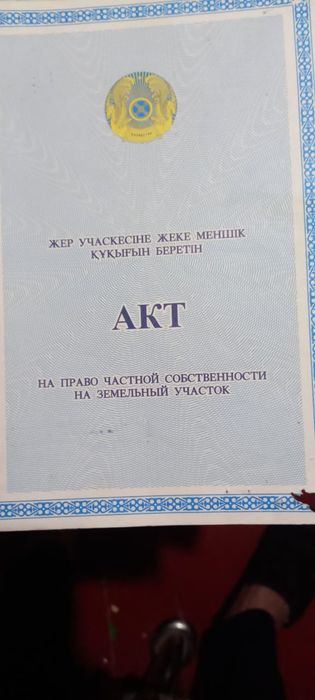 ЖЕР УЧАСКЕСІНЕ ЖЕКЕ МЕНШІК
ҚҰҚЫҒЫН БЕРЕТІН
АКТ
НА ПРАВО ЧАСТНОЙ СОБСТВЕННОСТИ
НА ЗЕМЕЛЬНЫЙ УЧАСТОК